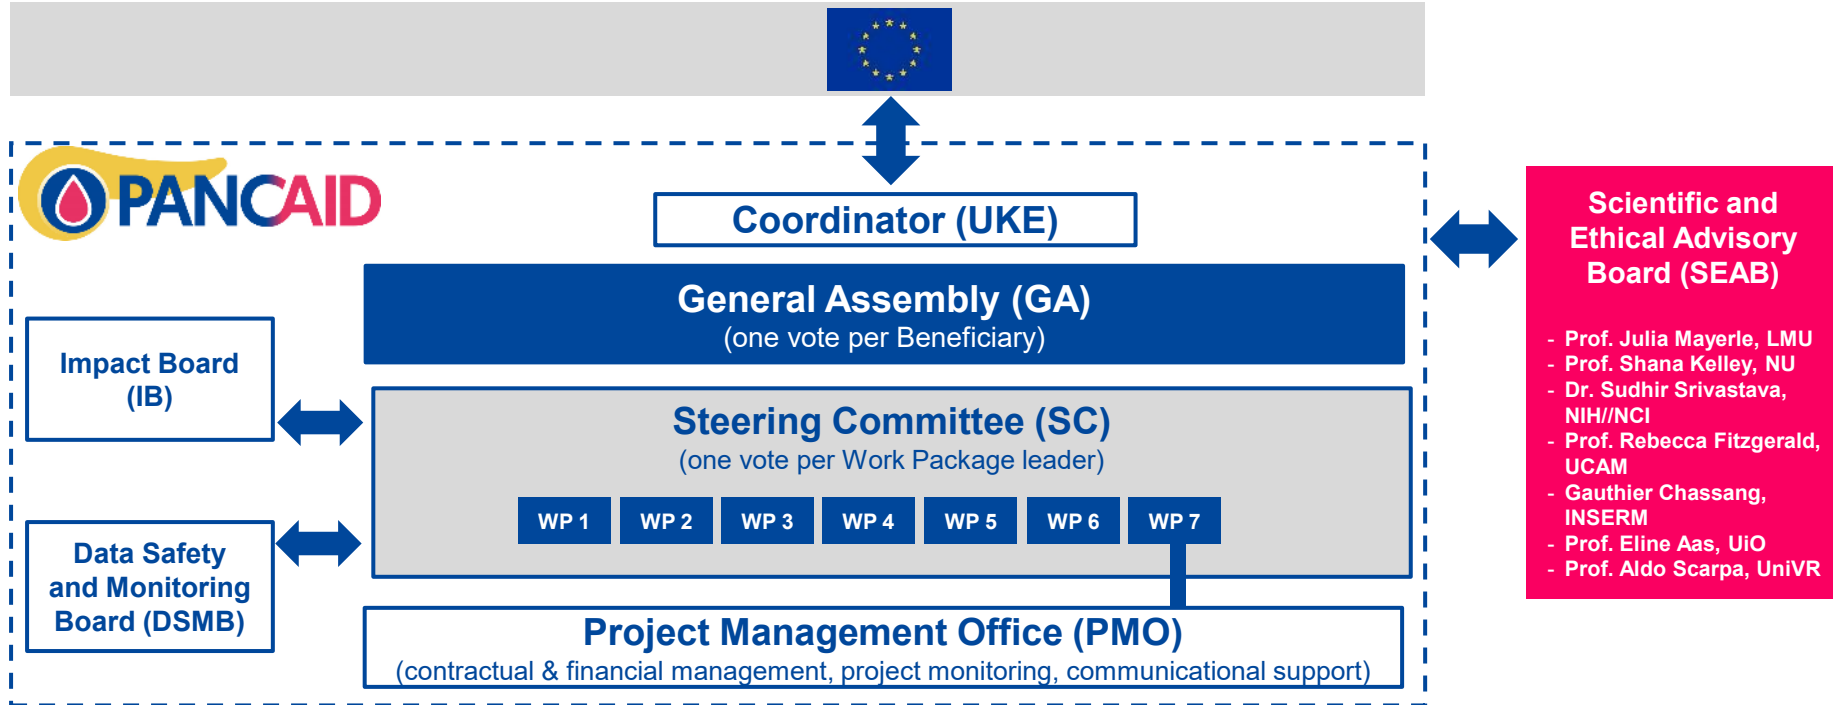 PANCAID
Coordinator (UKE)
General Assembly (GA)
(one vote per Beneficiary)
Impact Board
(IB)
Steering Committee (SC)
(one vote per Work Package leader)
WP 1 WP 2 WP 3 WP 4 WP 5 WP 6 WP 7
Data Safety
and Monitoring
Board (DSMB)
Project Management Office (PMO)
(contractual & financial management, project monitoring, communicational support)
Scientific and
Ethical Advisory
Board (SEAB)
- Prof. Julia Mayerle, LMU
- Prof. Shana Kelley, NU
- Dr. Sudhir Srivastava,
NIH//NCI
- Prof. Rebecca Fitzgerald,
UCAM
- Gauthier Chassang,
INSERM
- Prof. Eline Aas, UiO
- Prof. Aldo Scarpa, UniVR